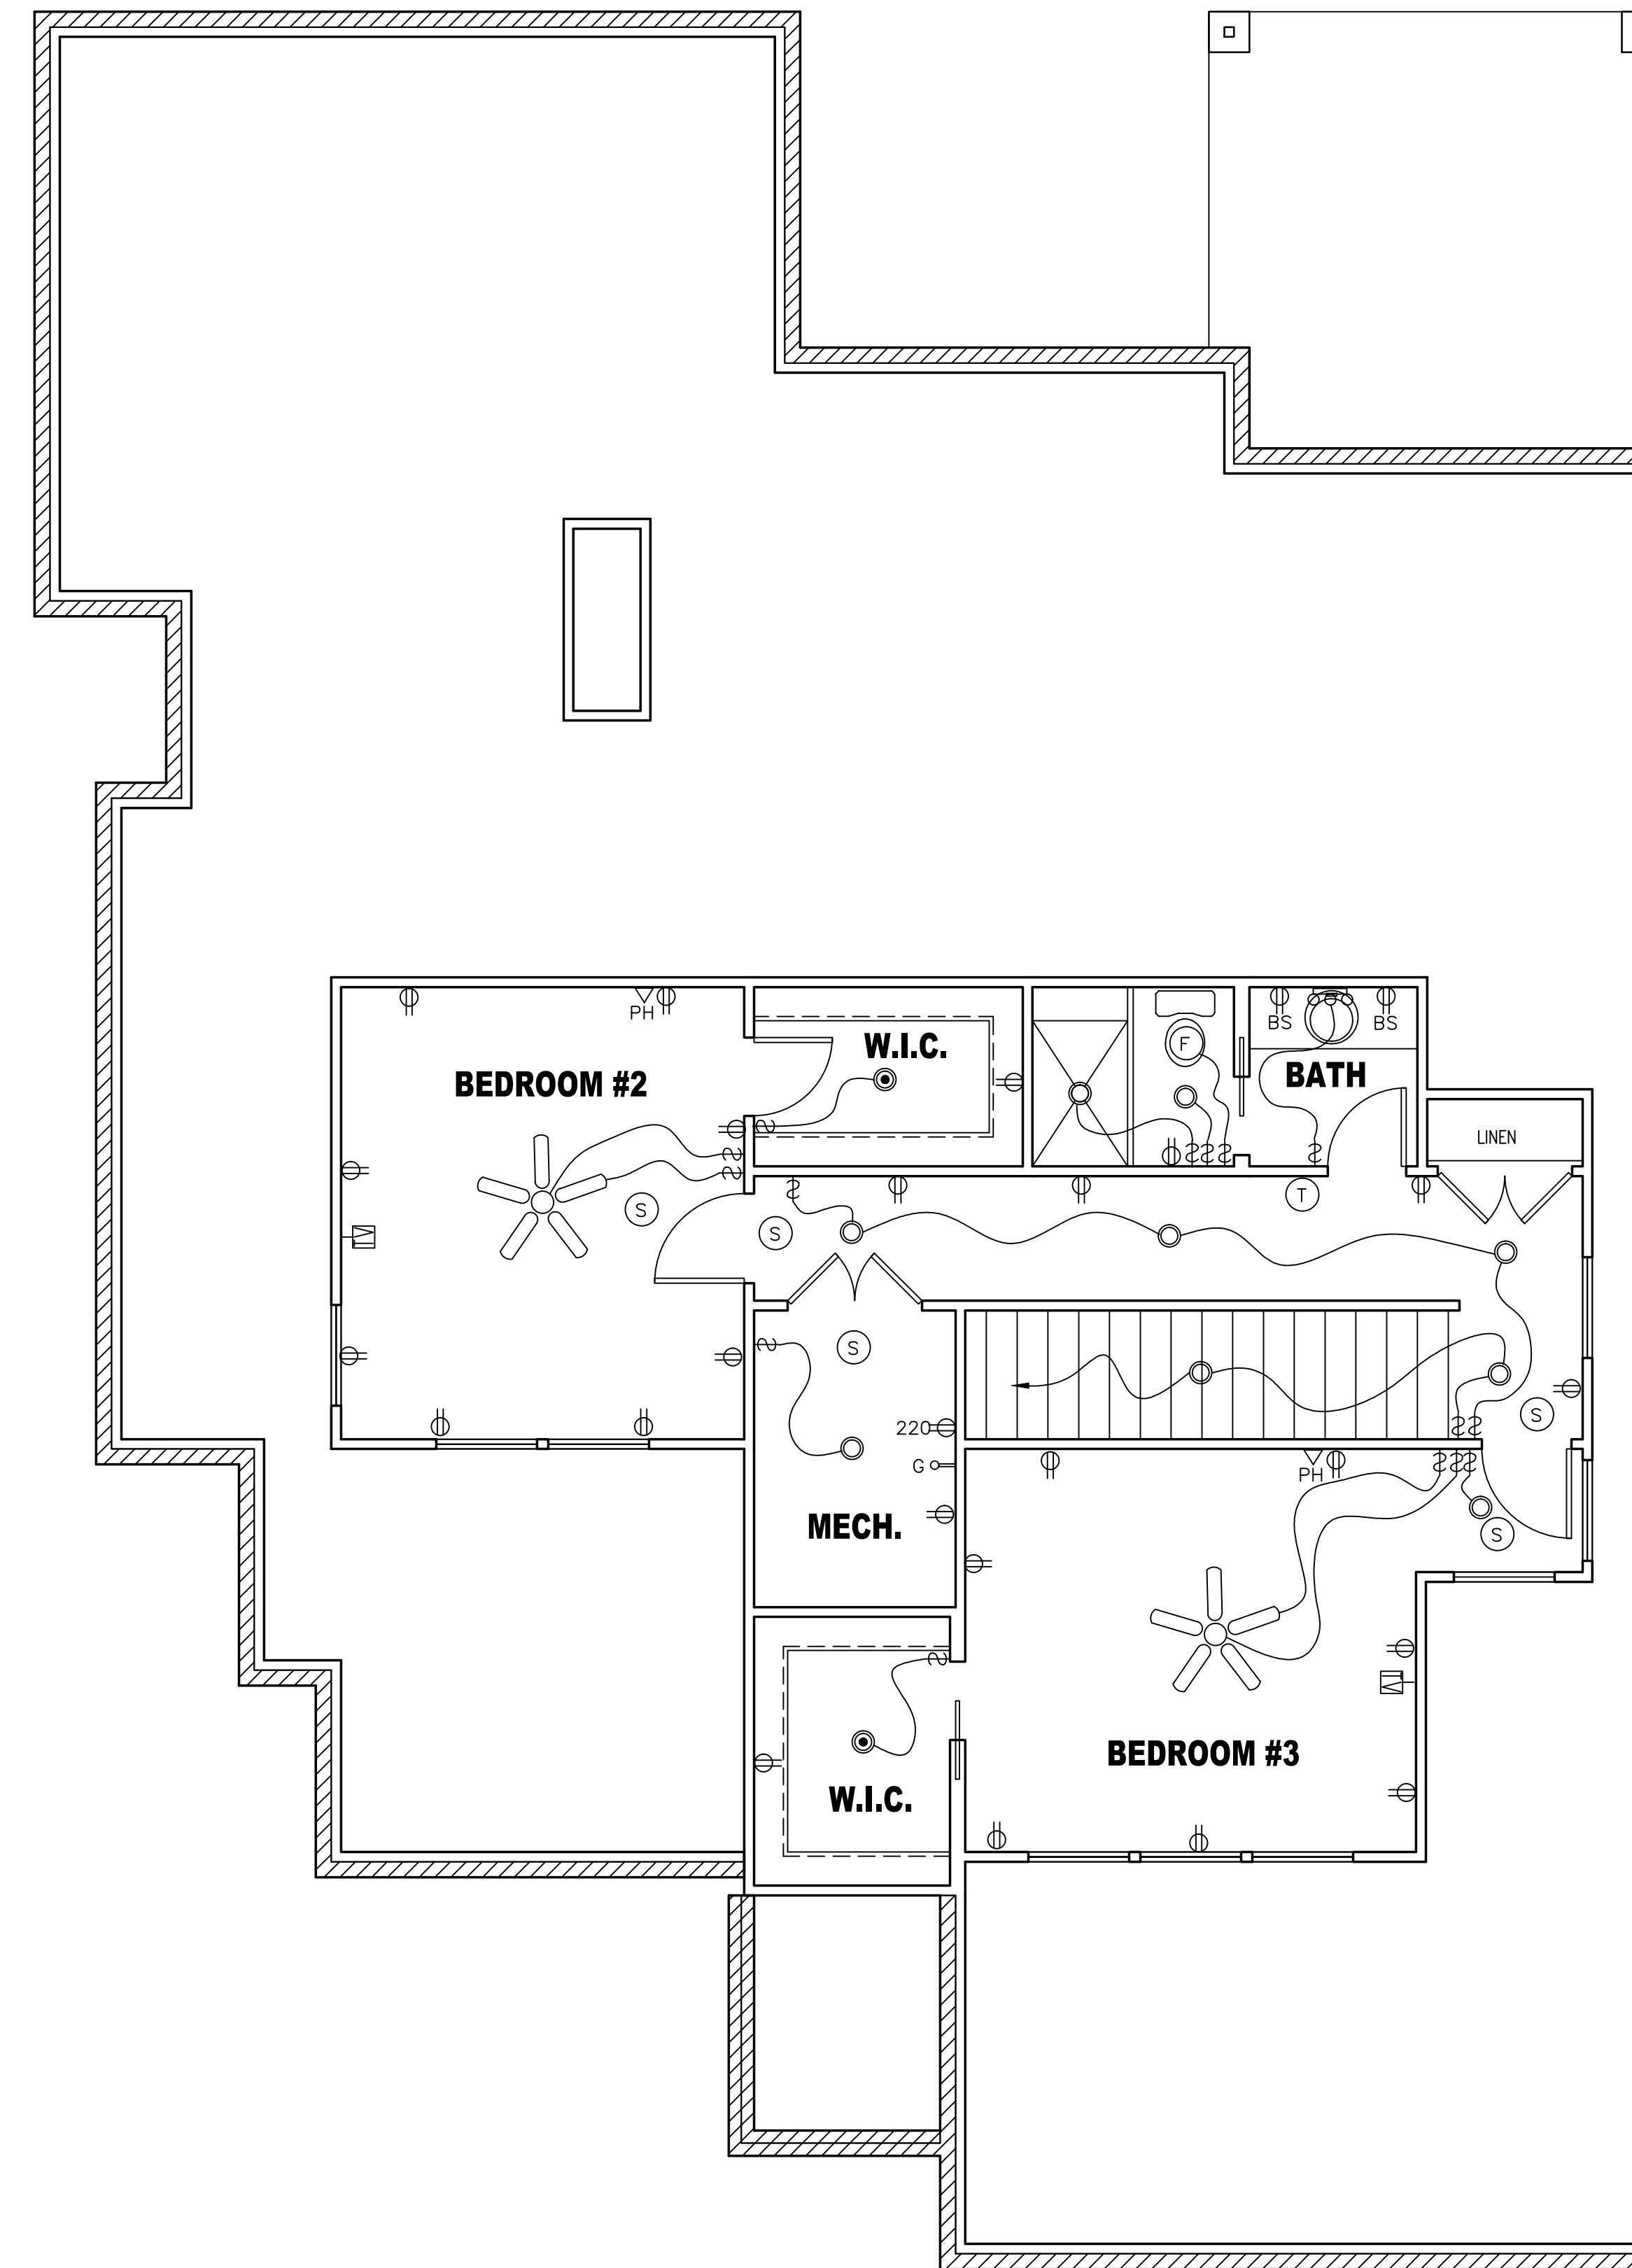 PH
BS
BS
W.I.C.
F
BEDROOM #2
BATH
LINEN
T
S
S
S
S
220
G
PH
MECH.
S
BEDROOM #3
W.I.C.